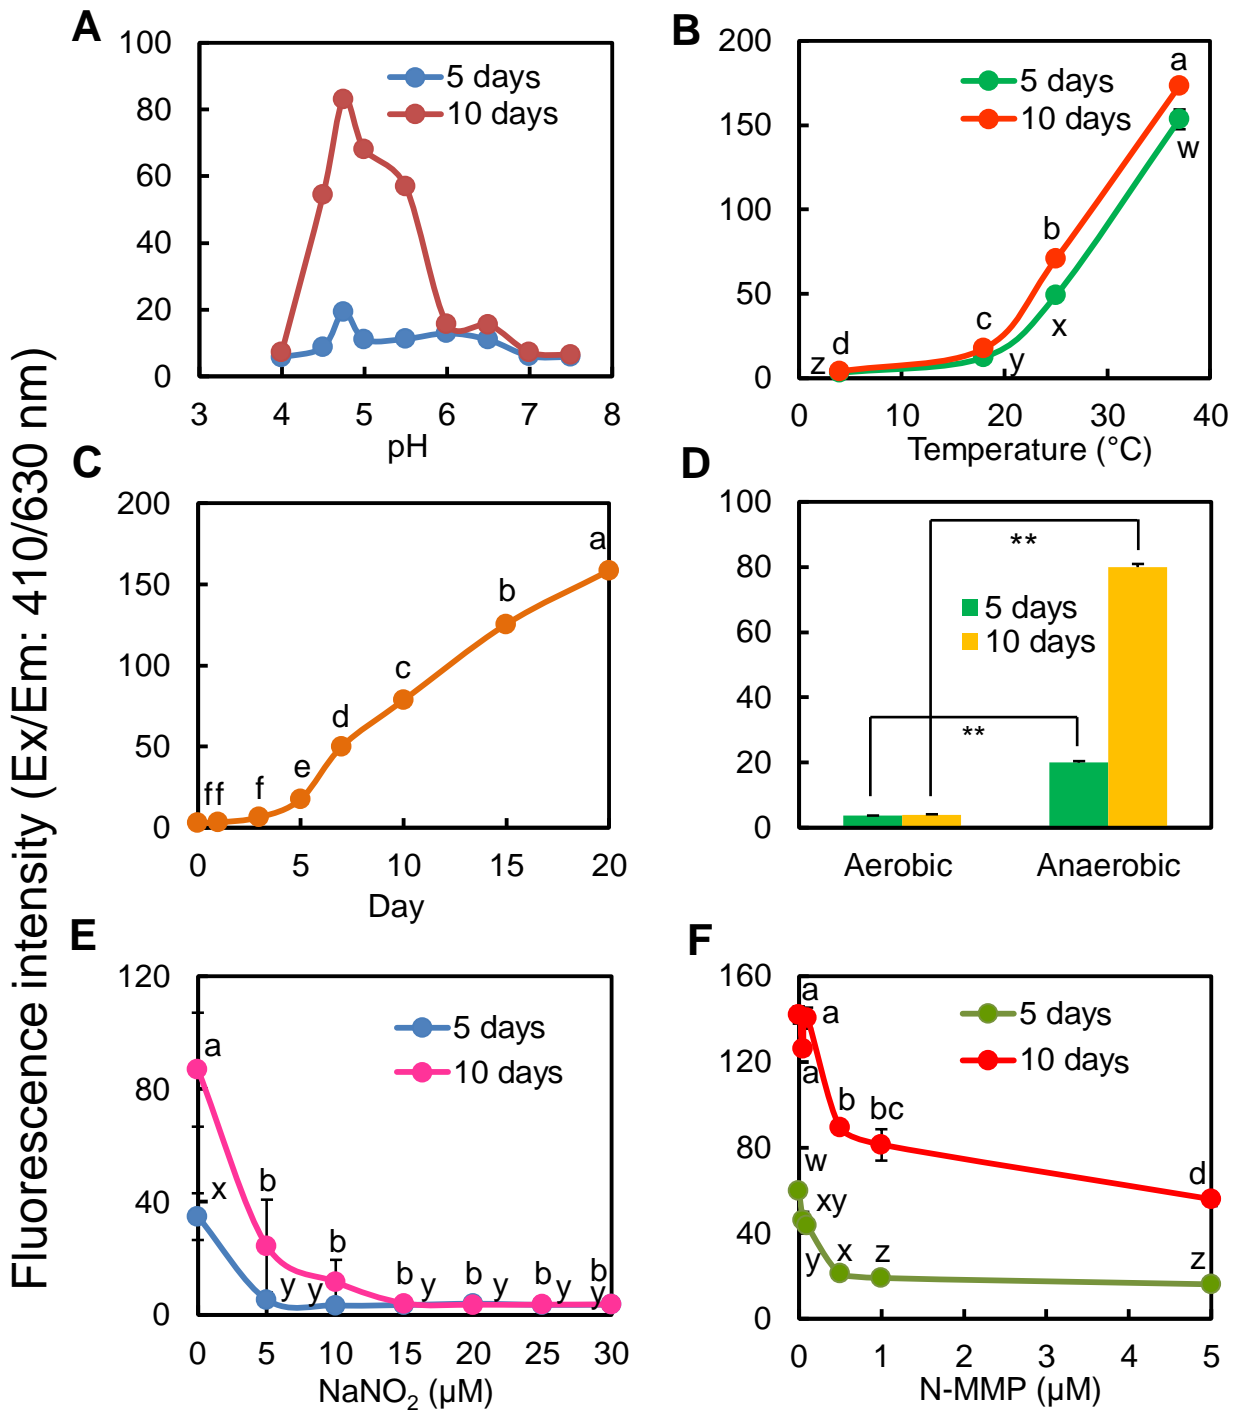 Fluorescence intensity (Ex/Em: 410/630 nm)
A
100
80
60
40
20
0
5 days
10 days
3 4 5 6 7 8
pH
B
200
150
100
50
0
5 days
10 days
a
w
b
x
c
y
d
z
0 10 20 30 40
Temperature (°C)
C
200
150
100
50
0
a
b
c
d
e
f
f f
0 5 10 15 20
Day
D
100
80
60
40
20
0
**
5 days
10 days
**
Aerobic Anaerobic
E
120
80
40
0
5 days
10 days
a
x
b
b
y y b y b y b y b y
0 5 10 15 20 25 30
NaNO2 (µM)
F
160
120
80
40
0
5 days
10 days
a
a
a
b bc
d
w
xy
y x z z
0 1 2 3 4 5
N-MMP (µM)